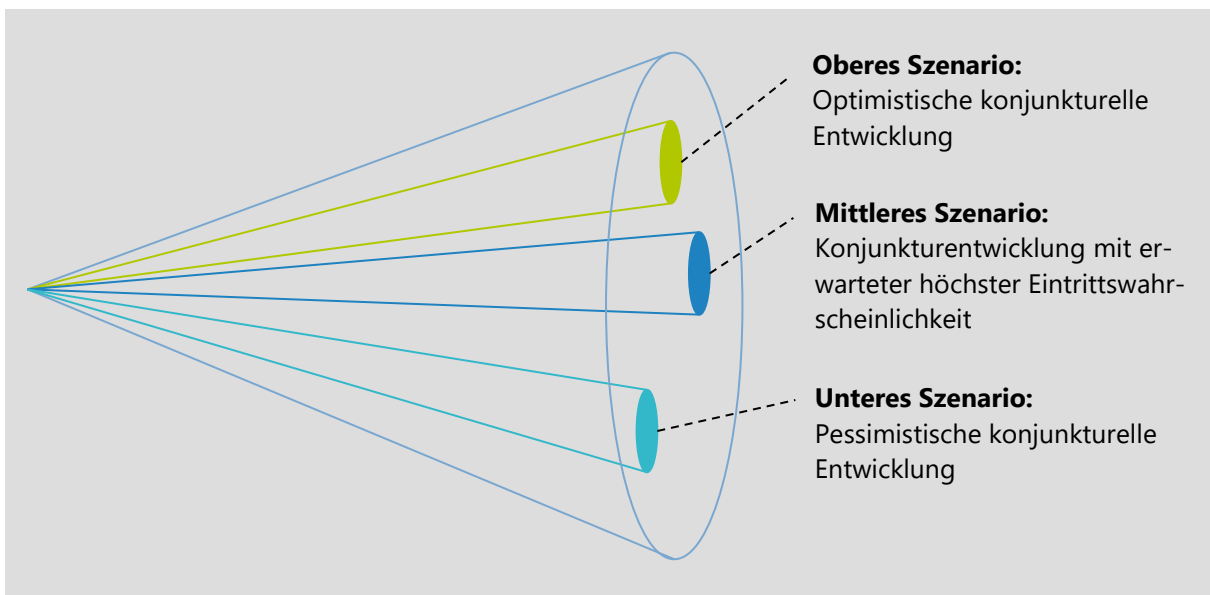 Oberes Szenario:
Optimistische konjunkturelle
Entwicklung
Mittleres Szenario:
Konjunkturentwicklung mit er-
warteter höchster Eintrittswahr-
scheinlichkeit
Unteres Szenario:
Pessimistische konjunkturelle
Entwicklung